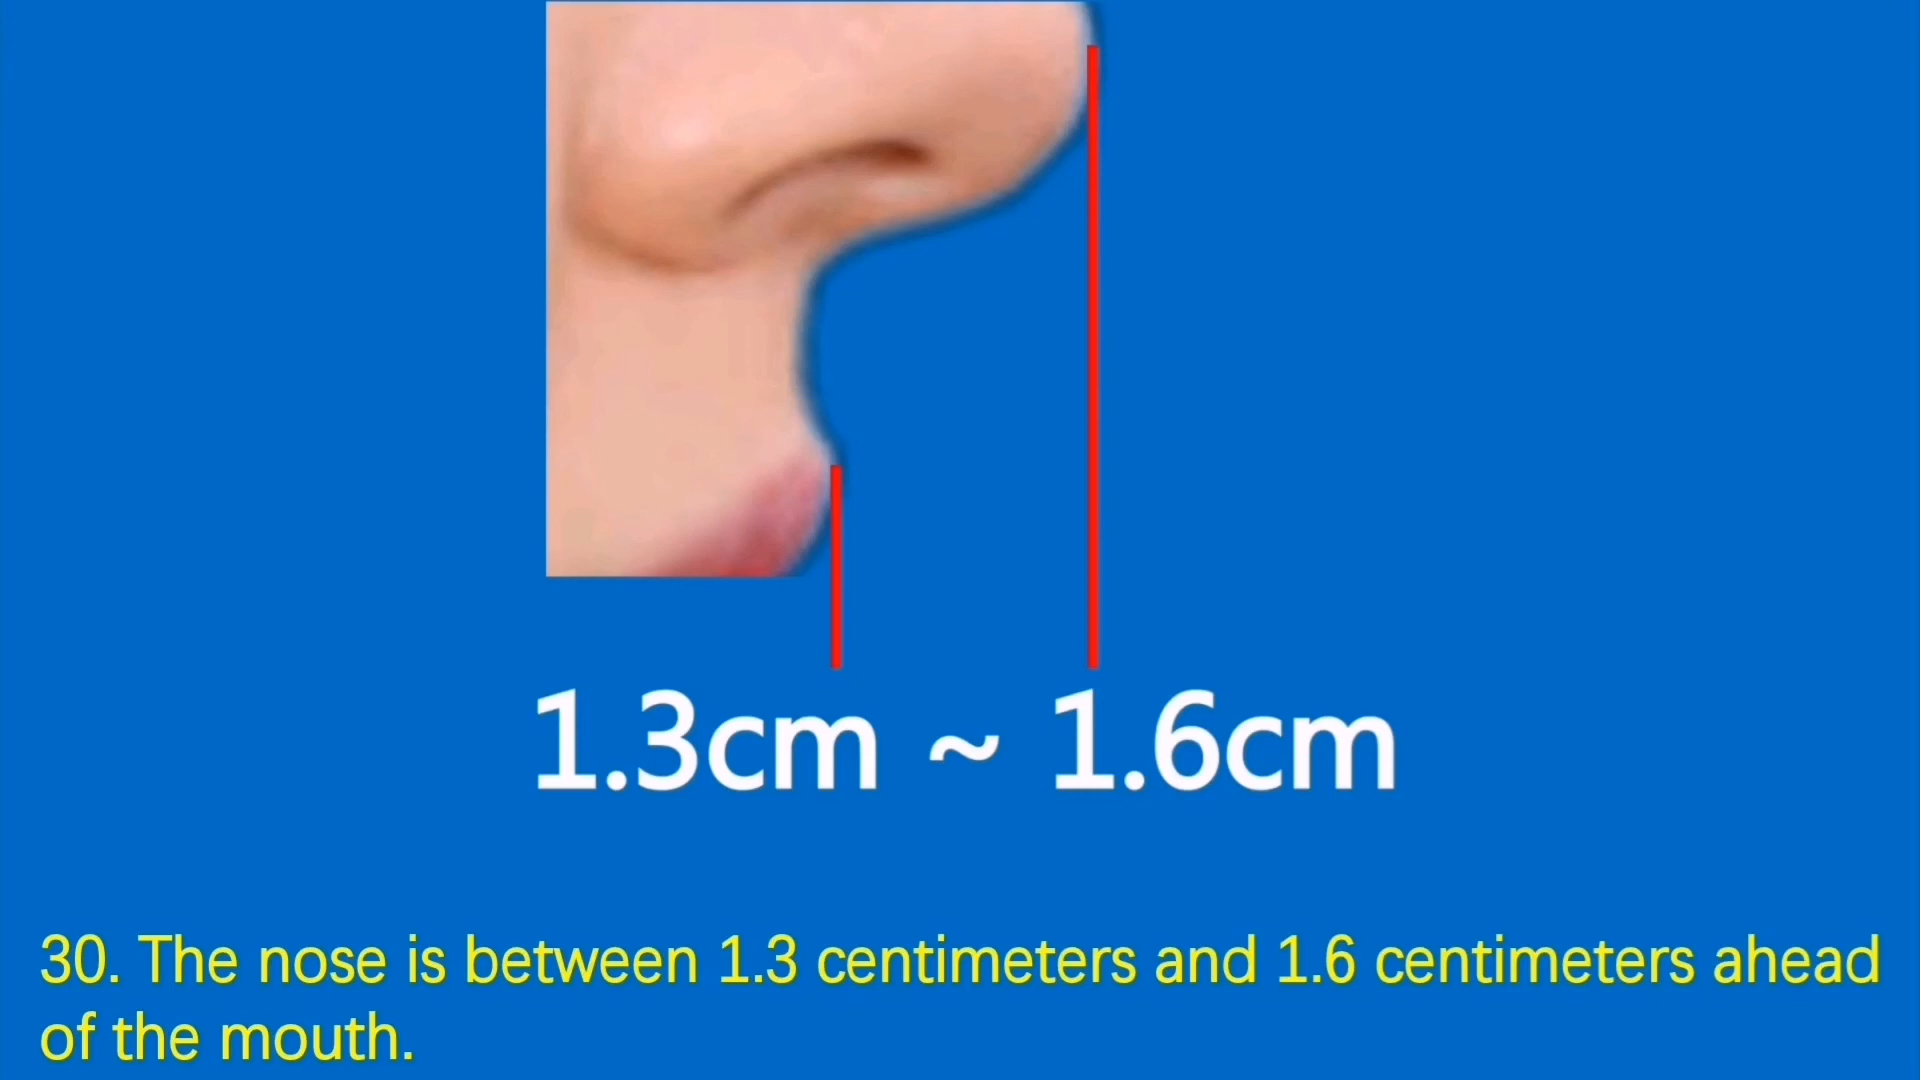 1.3cm ~ 1.6cm
30. The nose is between 1.3 centimeters and 1.6 centimeters ahead
of the mouth.